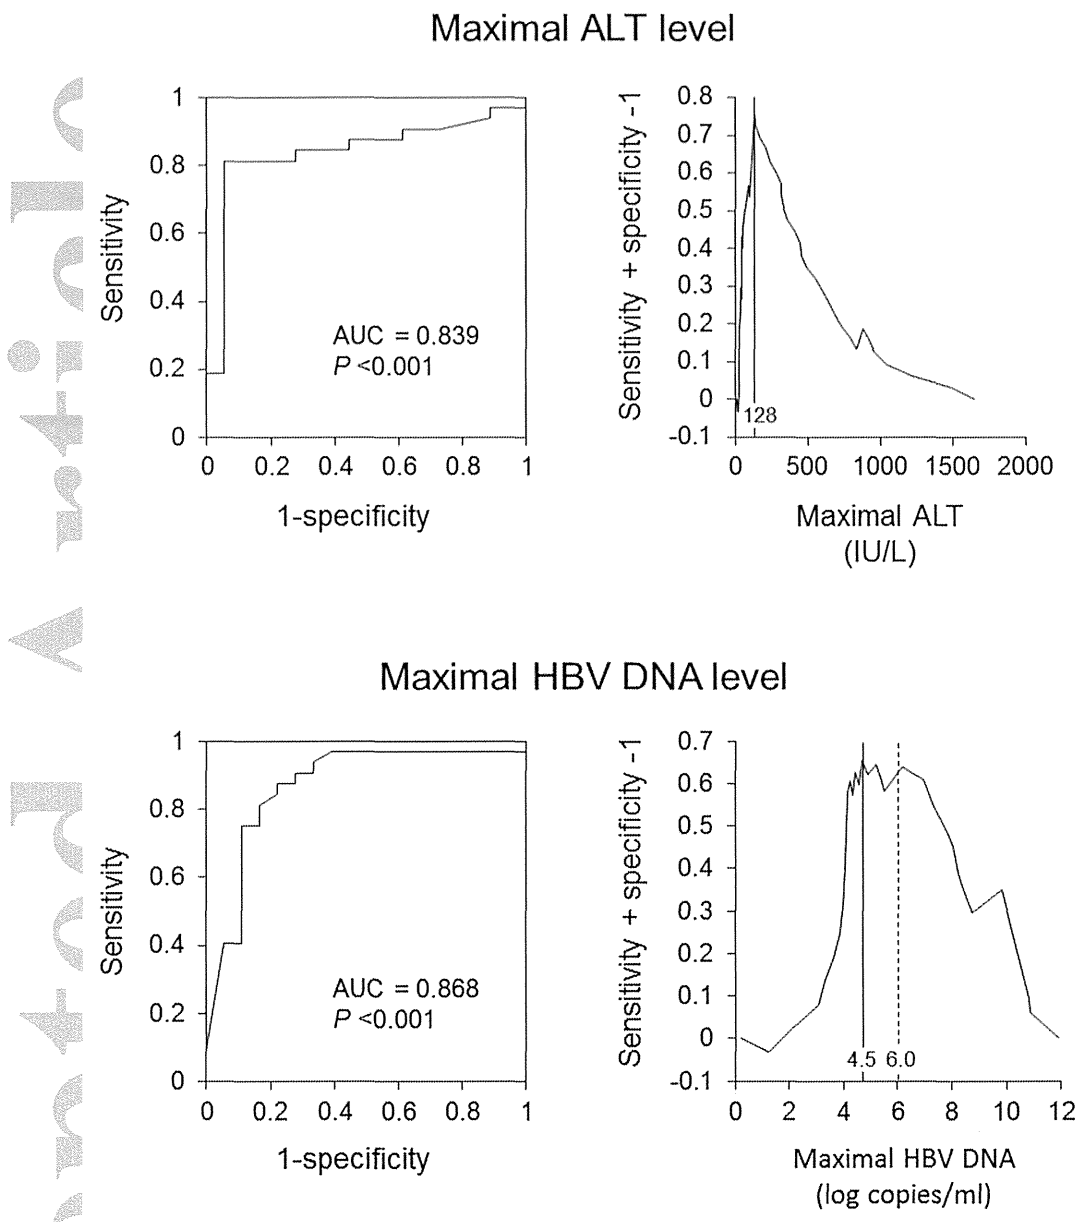 Maximal ALT level
1
0.8
0.6
0.4
0.2
0
Sensitivity
AUC = 0.839
P <0.001
0 0.2 0.4 0.6 0.8 1
1-specificity
0.8
0.7
0.6
0.5
0.4
0.3
0.2
0.1
0
-0.1
Sensitivity + specificity -1
128
0 500 1000 1500 2000
Maximal ALT
(IU/L)
Maximal HBV DNA level
1
0.8
0.6
0.4
0.2
0
Sensitivity
AUC = 0.868
P <0.001
0 0.2 0.4 0.6 0.8 1
1-specificity
0.7
0.6
0.5
0.4
0.3
0.2
0.1
0
-0.1
Sensitivity + specificity -1
4.5 6.0
0 2 4 6 8 10 12
Maximal HBV DNA
(log copies/ml)